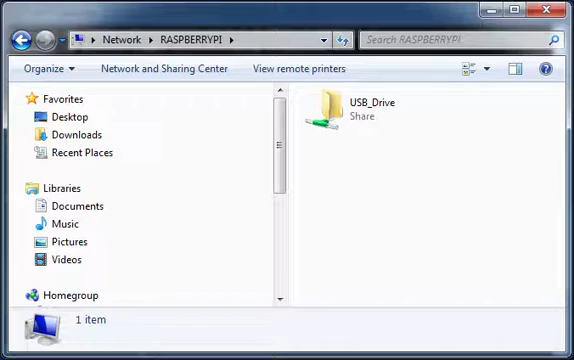 Network ▸ RASPBERRYPI ▸
Search RASPBERRYPI
Organize
Network and Sharing Center
View remote printers
Favorites
Desktop
Downloads
Recent Places
Libraries
Documents
Music
Pictures
Videos
Homegroup
USB_Drive
Share
1 item